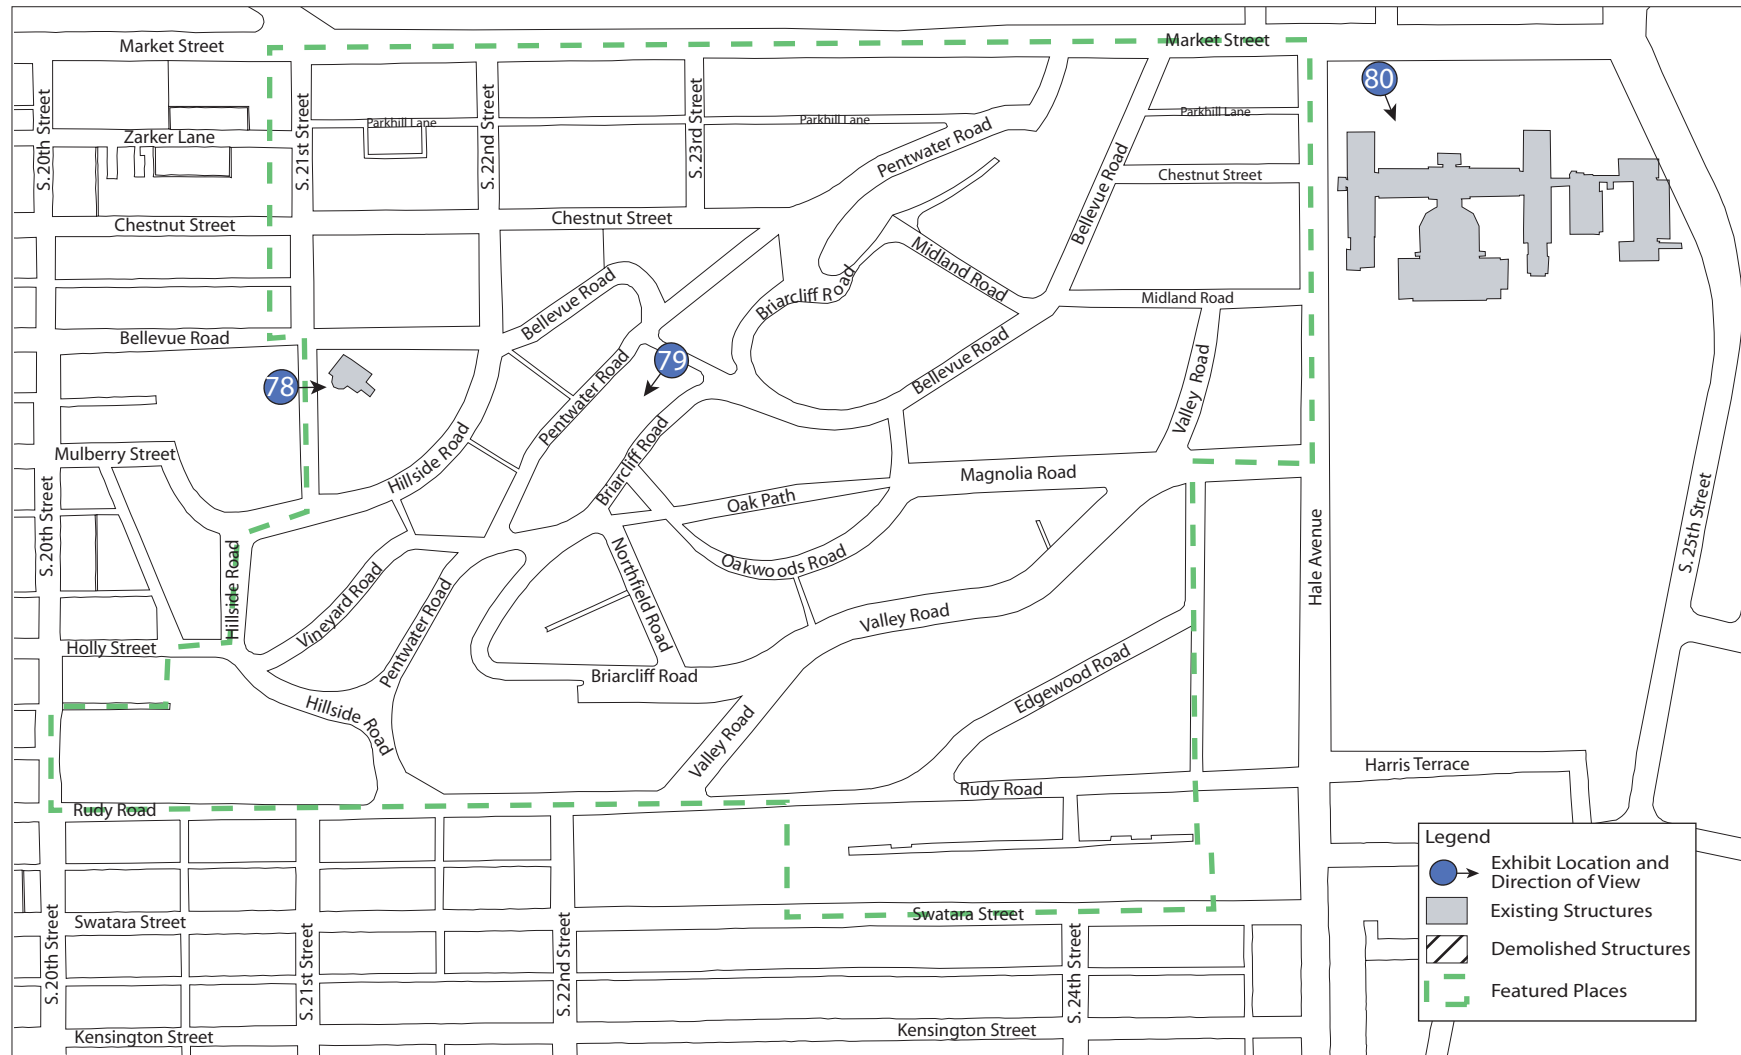 Market Street
Market Street
80
S. 20th Street
S. 21st Street
S. 22nd Street
S. 23rd Street
Parkhill Lane
Parkhill Lane
Parkhill Lane
Zarker Lane
Pentwater Road
Bellevue Road
Chestnut Street
Chestnut Street
Chestnut Street
Midland Road
Briarcliff Road
Bellevue Road
Midland Road
Bellevue Road
79
78
Pentwater Road
Bellevue Road
Valley Road
Hillside Road
Briarcliff Road
Mulberry Street
Magnolia Road
Oak Path
S. 20th Street
Hale Avenue
S. 25th Street
Northfield Road
Oakwoods Road
Hillside Road
Vineyard Road
Pentwater Road
Valley Road
Holly Street
Briarcliff Road
Edgewood Road
Hillside Road
Valley Road
Harris Terrace
Rudy Road
Rudy Road
Swatara Street
Swatara Street
S. 20th Street
S. 21st Street
S. 22nd Street
S. 24th Street
Kensington Street
Kensington Street
Legend
Exhibit Location and
Direction of View
Existing Structures
Demolished Structures
Featured Places